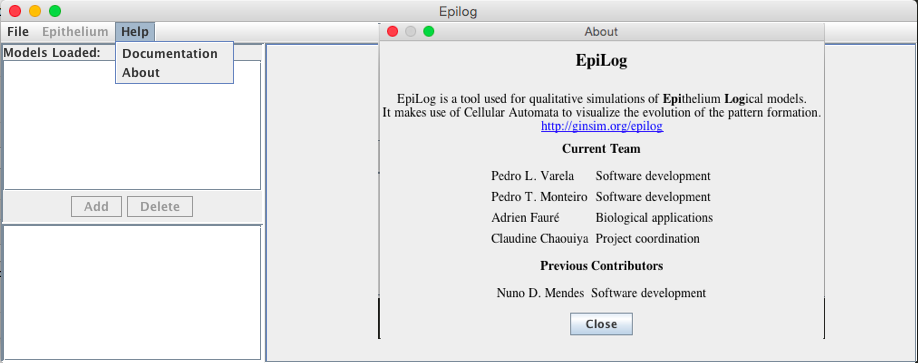 Epilog
File Epithelium Help
Documentation
About
Models Loaded:
Add Delete
About
EpiLog
EpiLog is a tool used for qualitative simulations of Epithelium Logical models.
It makes use of Cellular Automata to visualize the evolution of the pattern formation.
http://ginsim.org/epilog
Current Team
Pedro L. Varela Software development
Pedro T. Monteiro Software development
Adrien Fauré Biological applications
Claudine Chaouiya Project coordination
Previous Contributors
Nuno D. Mendes Software development
Close